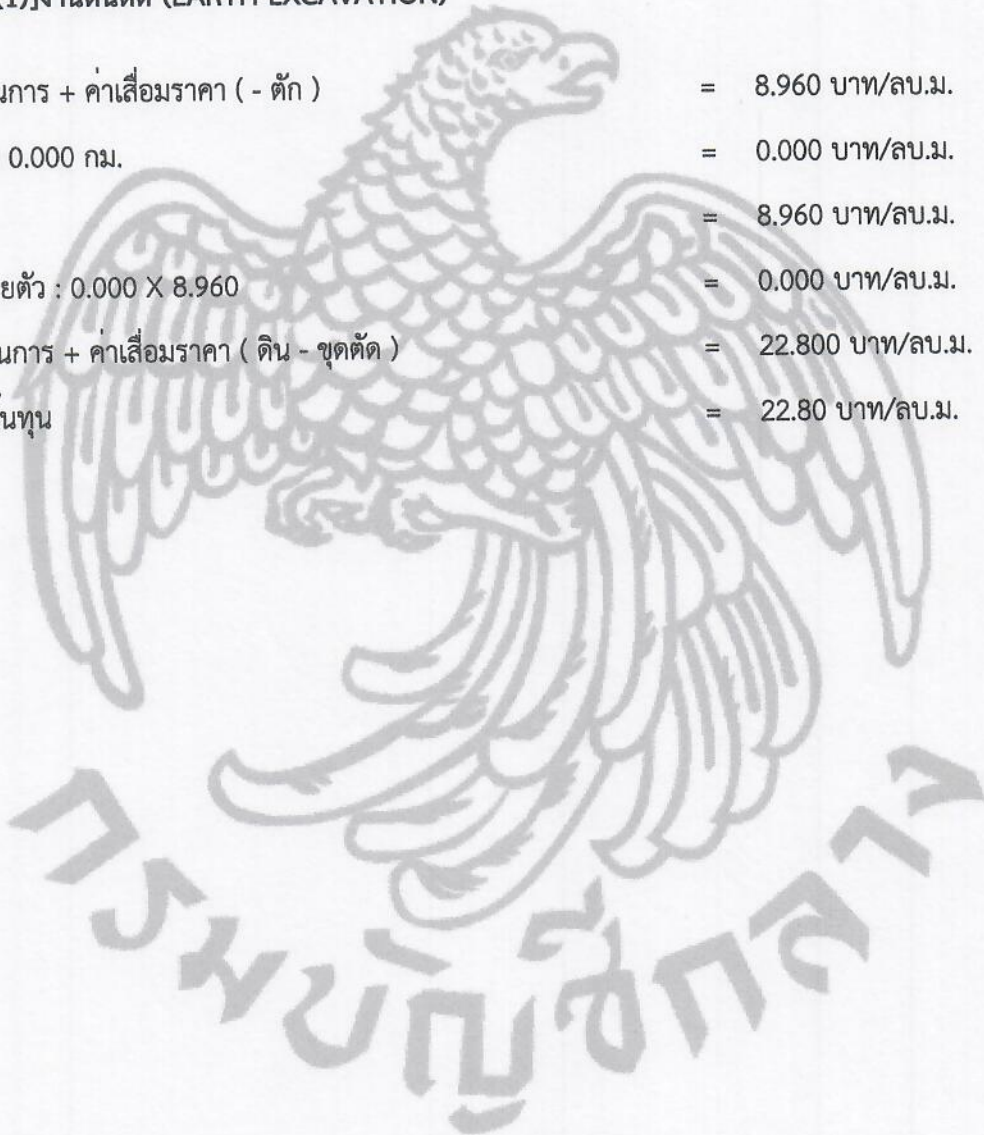 (EARTH EXCAVATION)
นการ + ค่าเสื่อมราคา ( - ตัก ) = 8.960 บาท/ลบ.ม.
0.000 กม. = 0.000 บาท/ลบ.ม.
= 8.960 บาท/ลบ.ม.
ยตัว : 0.000 X 8.960 = 0.000 บาท/ลบ.ม.
นการ + ค่าเสื่อมราคา ( ดิน - ขุดตัด ) = 22.800 บาท/ลบ.ม.
้นทุน = 22.80 บาท/ลบ.ม.
กรมบัญชีกลาง